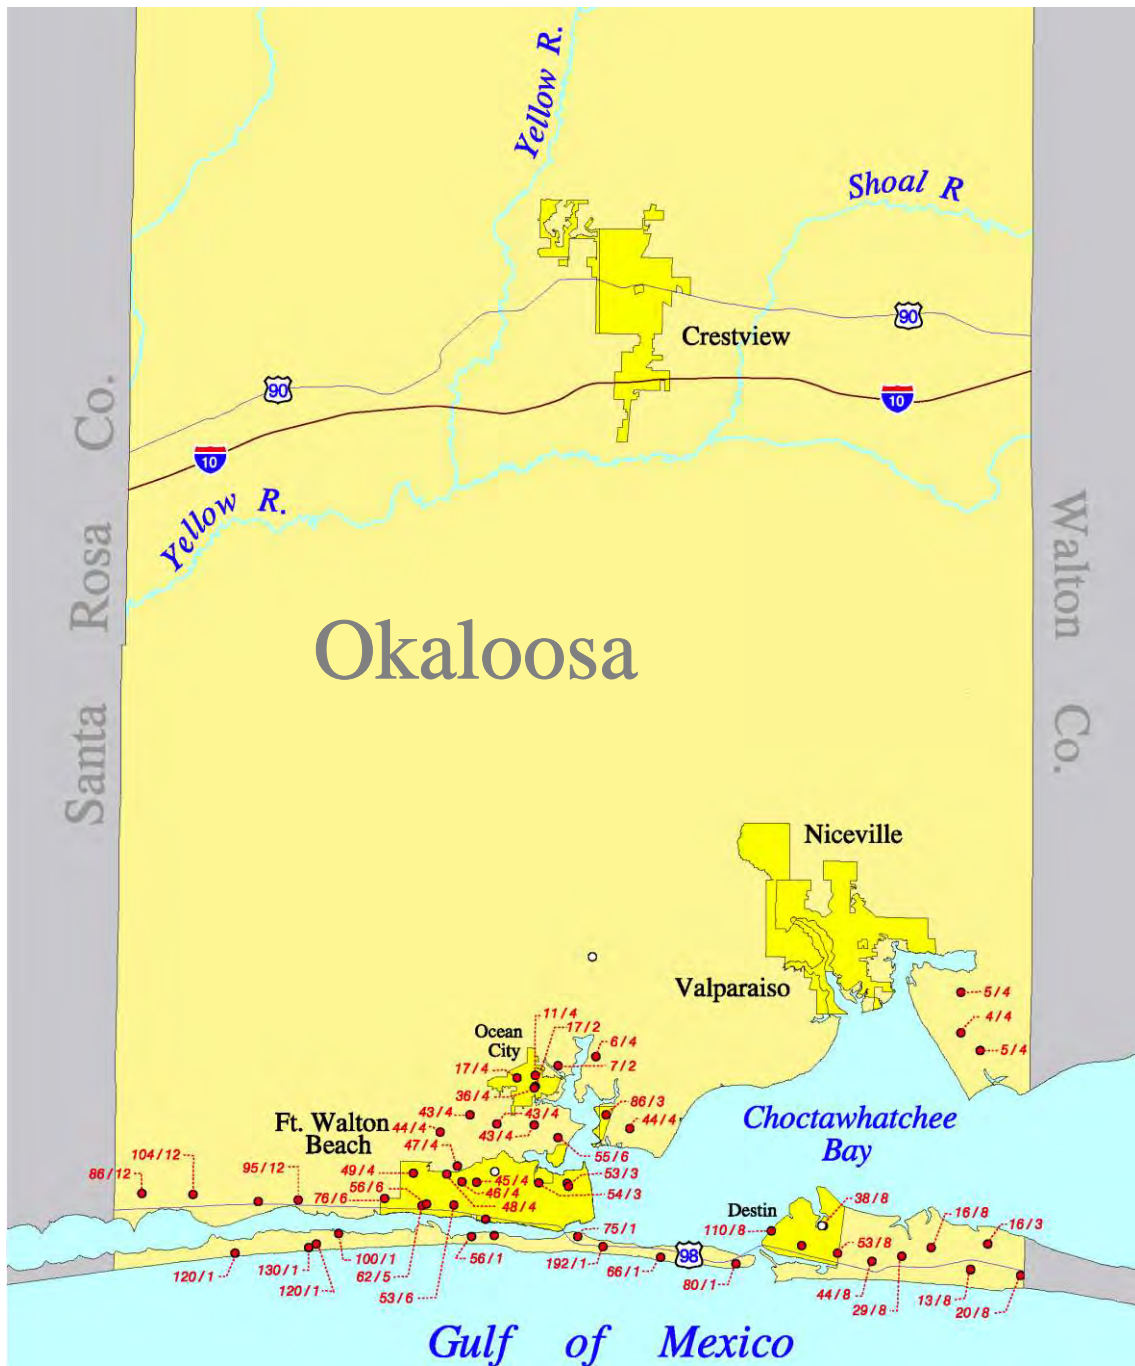 Yellow R.
Shoal R
90
Crestview
90
10
10
Yellow R.
Santa Rosa Co.
Walton Co.
Okaloosa
Niceville
Valparaiso
5 / 4
4 / 4
5 / 4
11 / 4
17 / 2
Ocean
City
6 / 4
7 / 2
17 / 4
36 / 4
86 / 3
43 / 4
43 / 4
44 / 4
Ft. Walton
Beach
44 / 4
43 / 4
Choctawhatchee
Bay
55 / 6
47 / 4
104 / 12
86 / 12
95 / 12
49 / 4
56 / 6
76 / 6
45 / 4
46 / 4
48 / 4
53 / 3
54 / 3
Destin
38 / 8
110 / 8
16 / 8
16 / 3
53 / 8
75 / 1
98
120 / 1
130 / 1
120 / 1
100 / 1
62 / 5
53 / 6
56 / 1
192 / 1
66 / 1
80 / 1
44 / 8
29 / 8
13 / 8
20 / 8
Gulf of Mexico